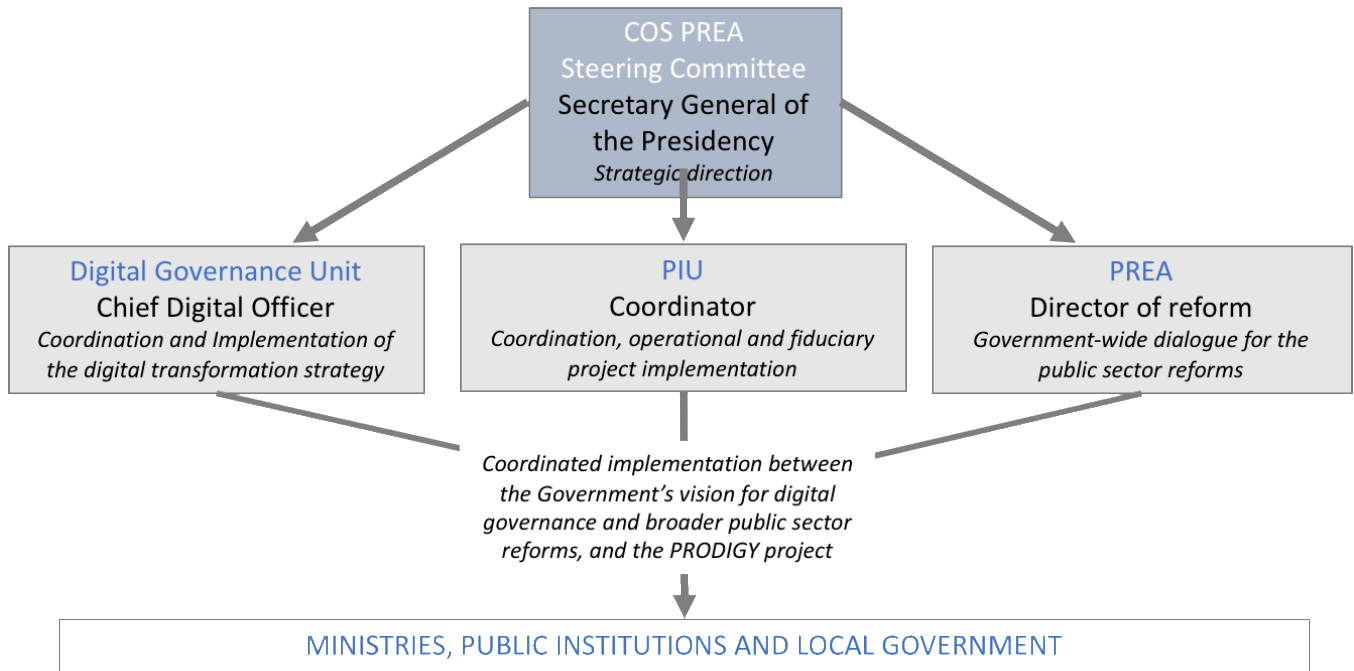 COS PREA
Steering Committee
Secretary General of
the Presidency
Strategic direction
Digital Governance Unit
Chief Digital Officer
Coordination and Implementation of
the digital transformation strategy
PIU
Coordinator
Coordination, operational and fiduciary
project implementation
PREA
Director of reform
Government-wide dialogue for the
public sector reforms
Coordinated implementation between
the Government’s vision for digital
governance and broader public sector
reforms, and the PRODIGY project
MINISTRIES, PUBLIC INSTITUTIONS AND LOCAL GOVERNMENT